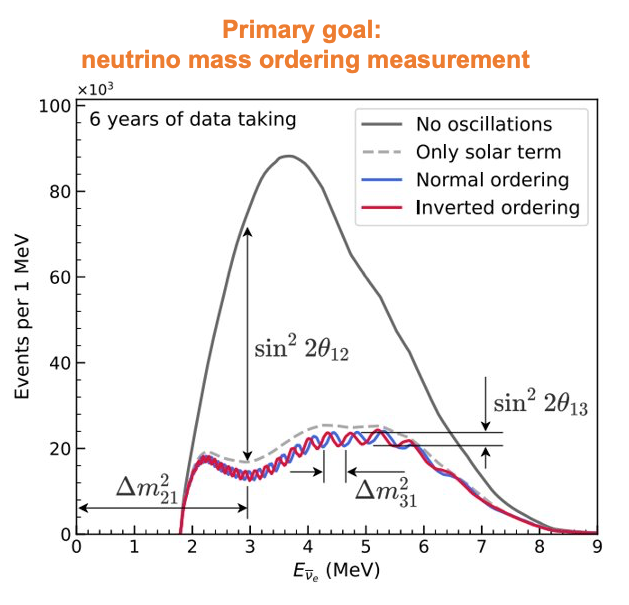 Primary goal:
neutrino mass ordering measurement
×10³
100
80
60
40
20
0
Events per 1 MeV
6 years of data taking
No oscillations
Only solar term
Normal ordering
Inverted ordering
sin² 2θ₁₂
sin² 2θ₁₃
Δm²₂₁
Δm²₃₁
0 1 2 3 4 5 6 7 8 9
E_ν̅ₑ (MeV)